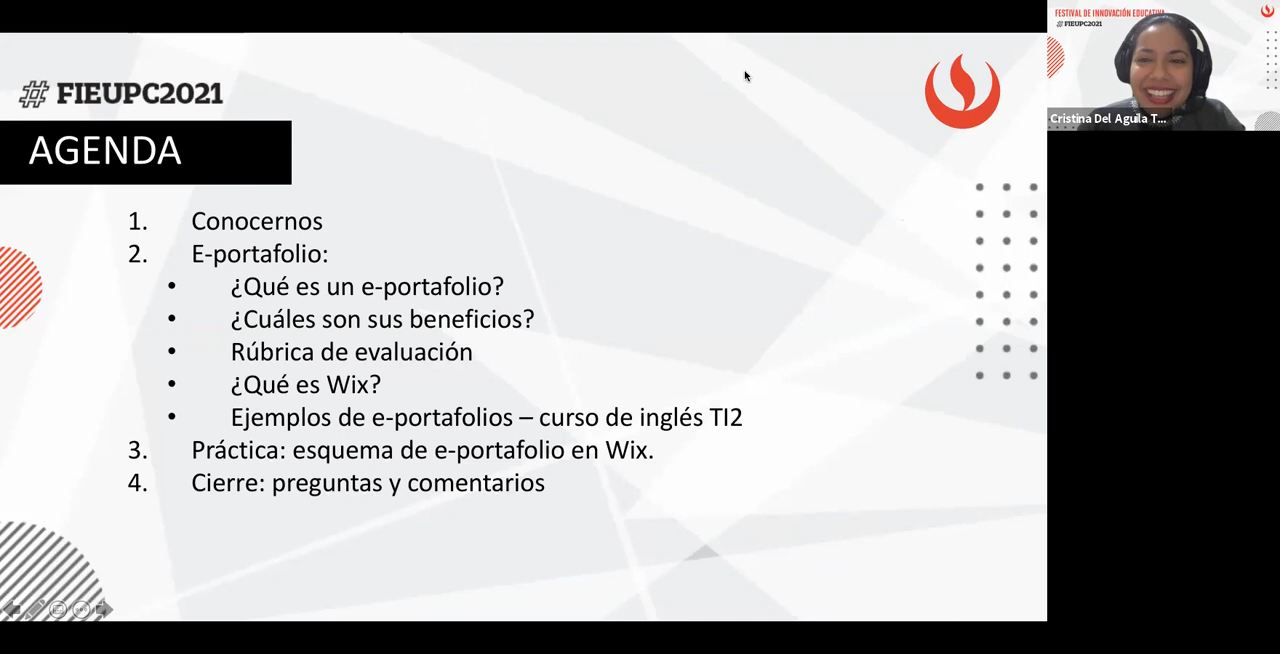 # FIEUPC2021
AGENDA
1. Conocernos
2. E-portafolio:
• ¿Qué es un e-portafolio?
• ¿Cuáles son sus beneficios?
• Rúbrica de evaluación
• ¿Qué es Wix?
• Ejemplos de e-portafolios – curso de inglés TI2
3. Práctica: esquema de e-portafolio en Wix.
4. Cierre: preguntas y comentarios
FESTIVAL DE INNOVACIÓN EDUCATIVA
# FIEUPC2021
Cristina Del Aguila T...